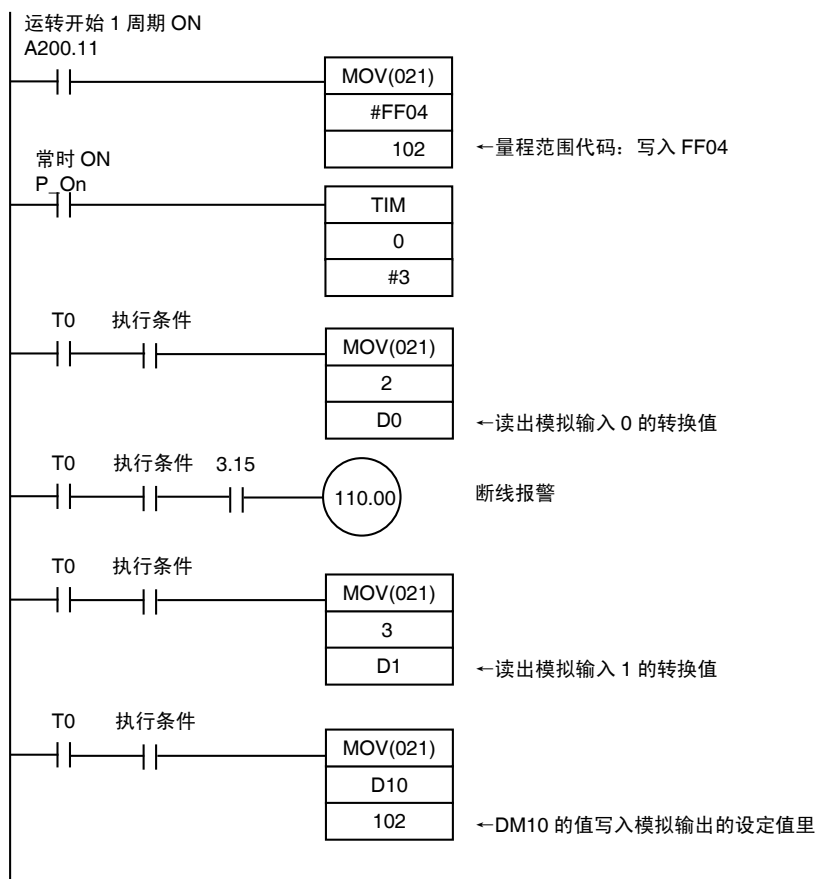 运转开始 1 周期 ON
A200.11
MOV(021)
#FF04
102 ←量程范围代码：写入 FF04
常时 ON
P_On
TIM
0
#3
T0 执行条件
MOV(021)
2
D0 ←读出模拟输入 0 的转换值
T0 执行条件 3.15
110.00 断线报警
T0 执行条件
MOV(021)
3
D1 ←读出模拟输入 1 的转换值
T0 执行条件
MOV(021)
D10
102 ←DM10 的值写入模拟输出的设定值里